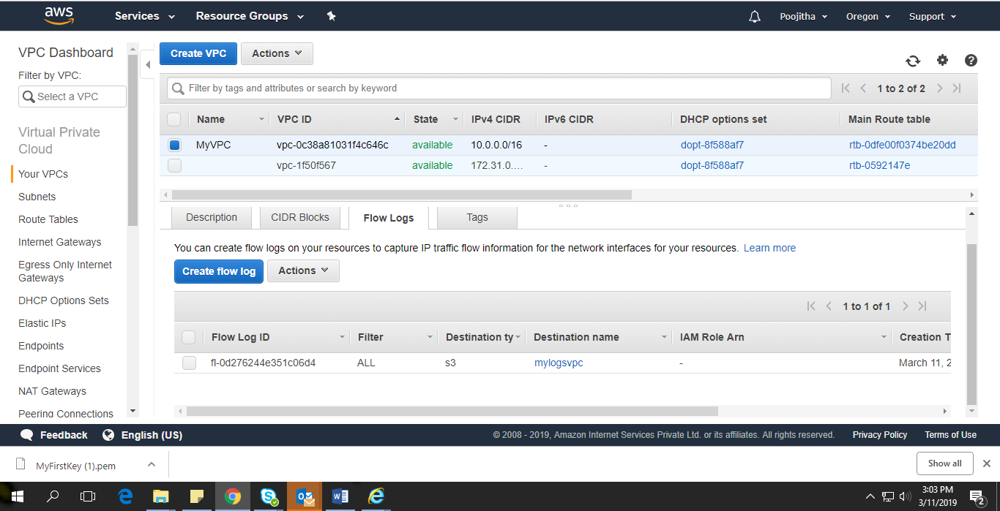 aws Services Resource Groups Poojitha Oregon Support
VPC Dashboard
Filter by VPC:
Select a VPC
Virtual Private
Cloud
Your VPCs
Subnets
Route Tables
Internet Gateways
Egress Only Internet
Gateways
DHCP Options Sets
Elastic IPs
Endpoints
Endpoint Services
NAT Gateways
Peering Connections
Create VPC Actions
Filter by tags and attributes or search by keyword 1 to 2 of 2
Name VPC ID State IPv4 CIDR IPv6 CIDR DHCP options set Main Route table
MyVPC vpc-0c38a81031f4c646c available 10.0.0.0/16 - dopt-8f588af7 rtb-0dfe00f0374be20dd
vpc-1f50f567 available 172.31.0.... - dopt-8f588af7 rtb-0592147e
Description CIDR Blocks Flow Logs Tags
You can create flow logs on your resources to capture IP traffic flow information for the network interfaces for your resources. Learn more
Create flow log Actions
1 to 1 of 1
Flow Log ID Filter Destination ty Destination name IAM Role Arn Creation T
fl-0d276244e351c06d4 ALL s3 mylogsvpc - March 11, 2
Feedback English (US) © 2008 - 2019, Amazon Internet Services Private Ltd. or its affiliates. All rights reserved. Privacy Policy Terms of Use
MyFirstKey (1).pem Show all
3:03 PM
3/11/2019
2